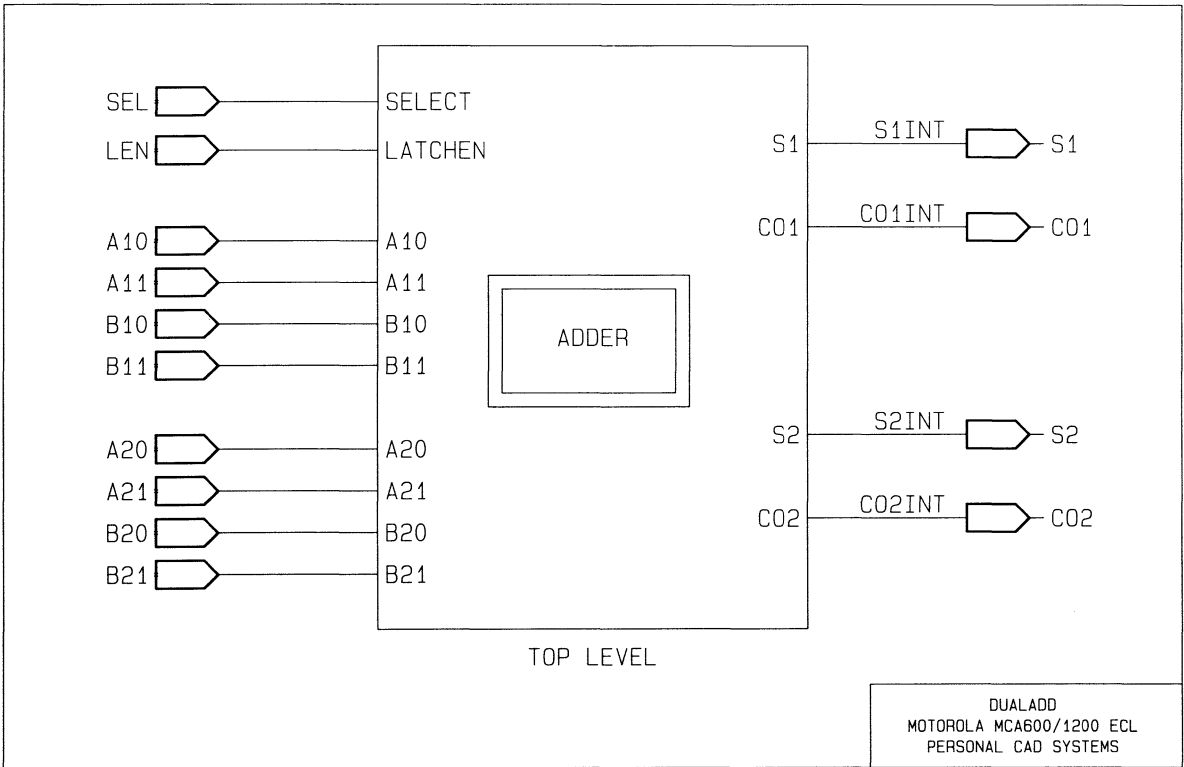 SEL SELECT
LEN LATCHEN
S1 S1INT S1
CO1 CO1INT CO1
A10 A10
A11 A11
B10 B10
B11 B11
ADDER
A20 A20
A21 A21
B20 B20
B21 B21
S2 S2INT S2
CO2 CO2INT CO2
TOP LEVEL
DUALADD
MOTOROLA MCA600/1200 ECL
PERSONAL CAD SYSTEMS